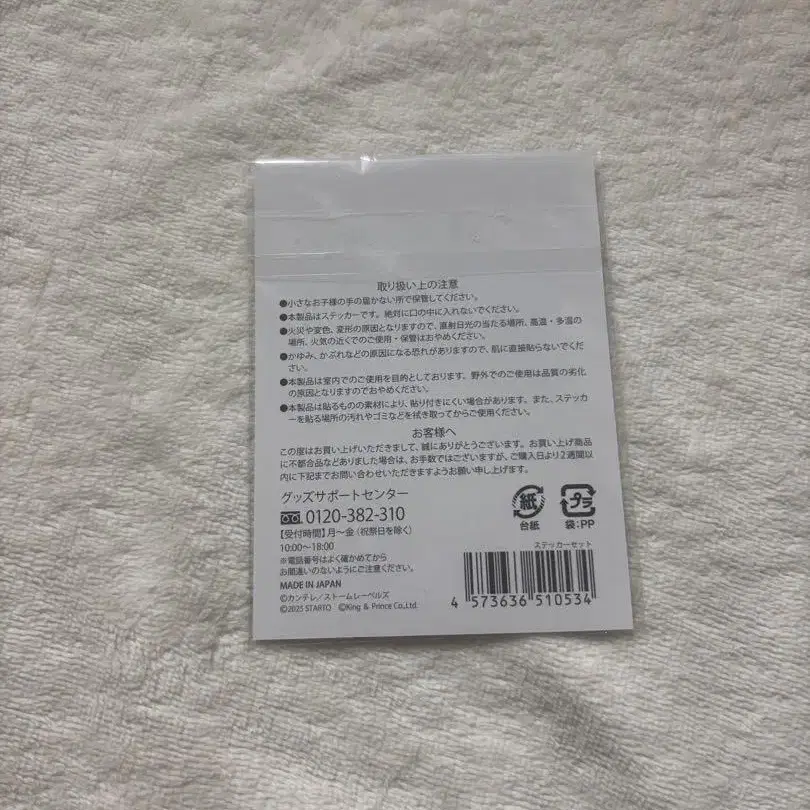 取り扱い上の注意
●小さなお子様の手の届かない所で保管してください。
●本製品はステッカーです。絶対に口の中に入れないでください。
●火災や変色、変形の原因となりますので、直射日光の当たる場所、高温・多湿の
場所、火気の近くでのご使用・保管はおやめください。
●かゆみ、かぶれなどの原因になる恐れがありますので、肌に直接貼らないでくだ
さい。
●本製品は室内でのご使用を目的としております。野外でのご使用は品質の劣化
の原因となりますのでおやめください。
●本製品は貼るものの素材により、貼り付きにくい場合があります。また、ステッカ
ーを貼る場所の汚れやゴミなどを拭き取ってからご使用ください。
お客様へ
この度はお買い上げいただきまして、誠にありがとうございます。お買い上げ商品
に不都合品などありました場合は、お手数ではございますが、ご購入日より2週間以
内に下記までお問い合わせいただきますようお願い申し上げます。
グッズサポートセンター
0120-382-310
【受付時間】月〜金（祝祭日を除く）
10:00〜18:00
※電話番号はよく確かめてから
お間違いのないようにご注意ください。
MADE IN JAPAN
©カンテレ／ストームレーベルズ
©2025 STARTO ©King & Prince Co.,Ltd.
紙
台紙
プラ
袋:PP
ステッカーセット
4 573636 510534